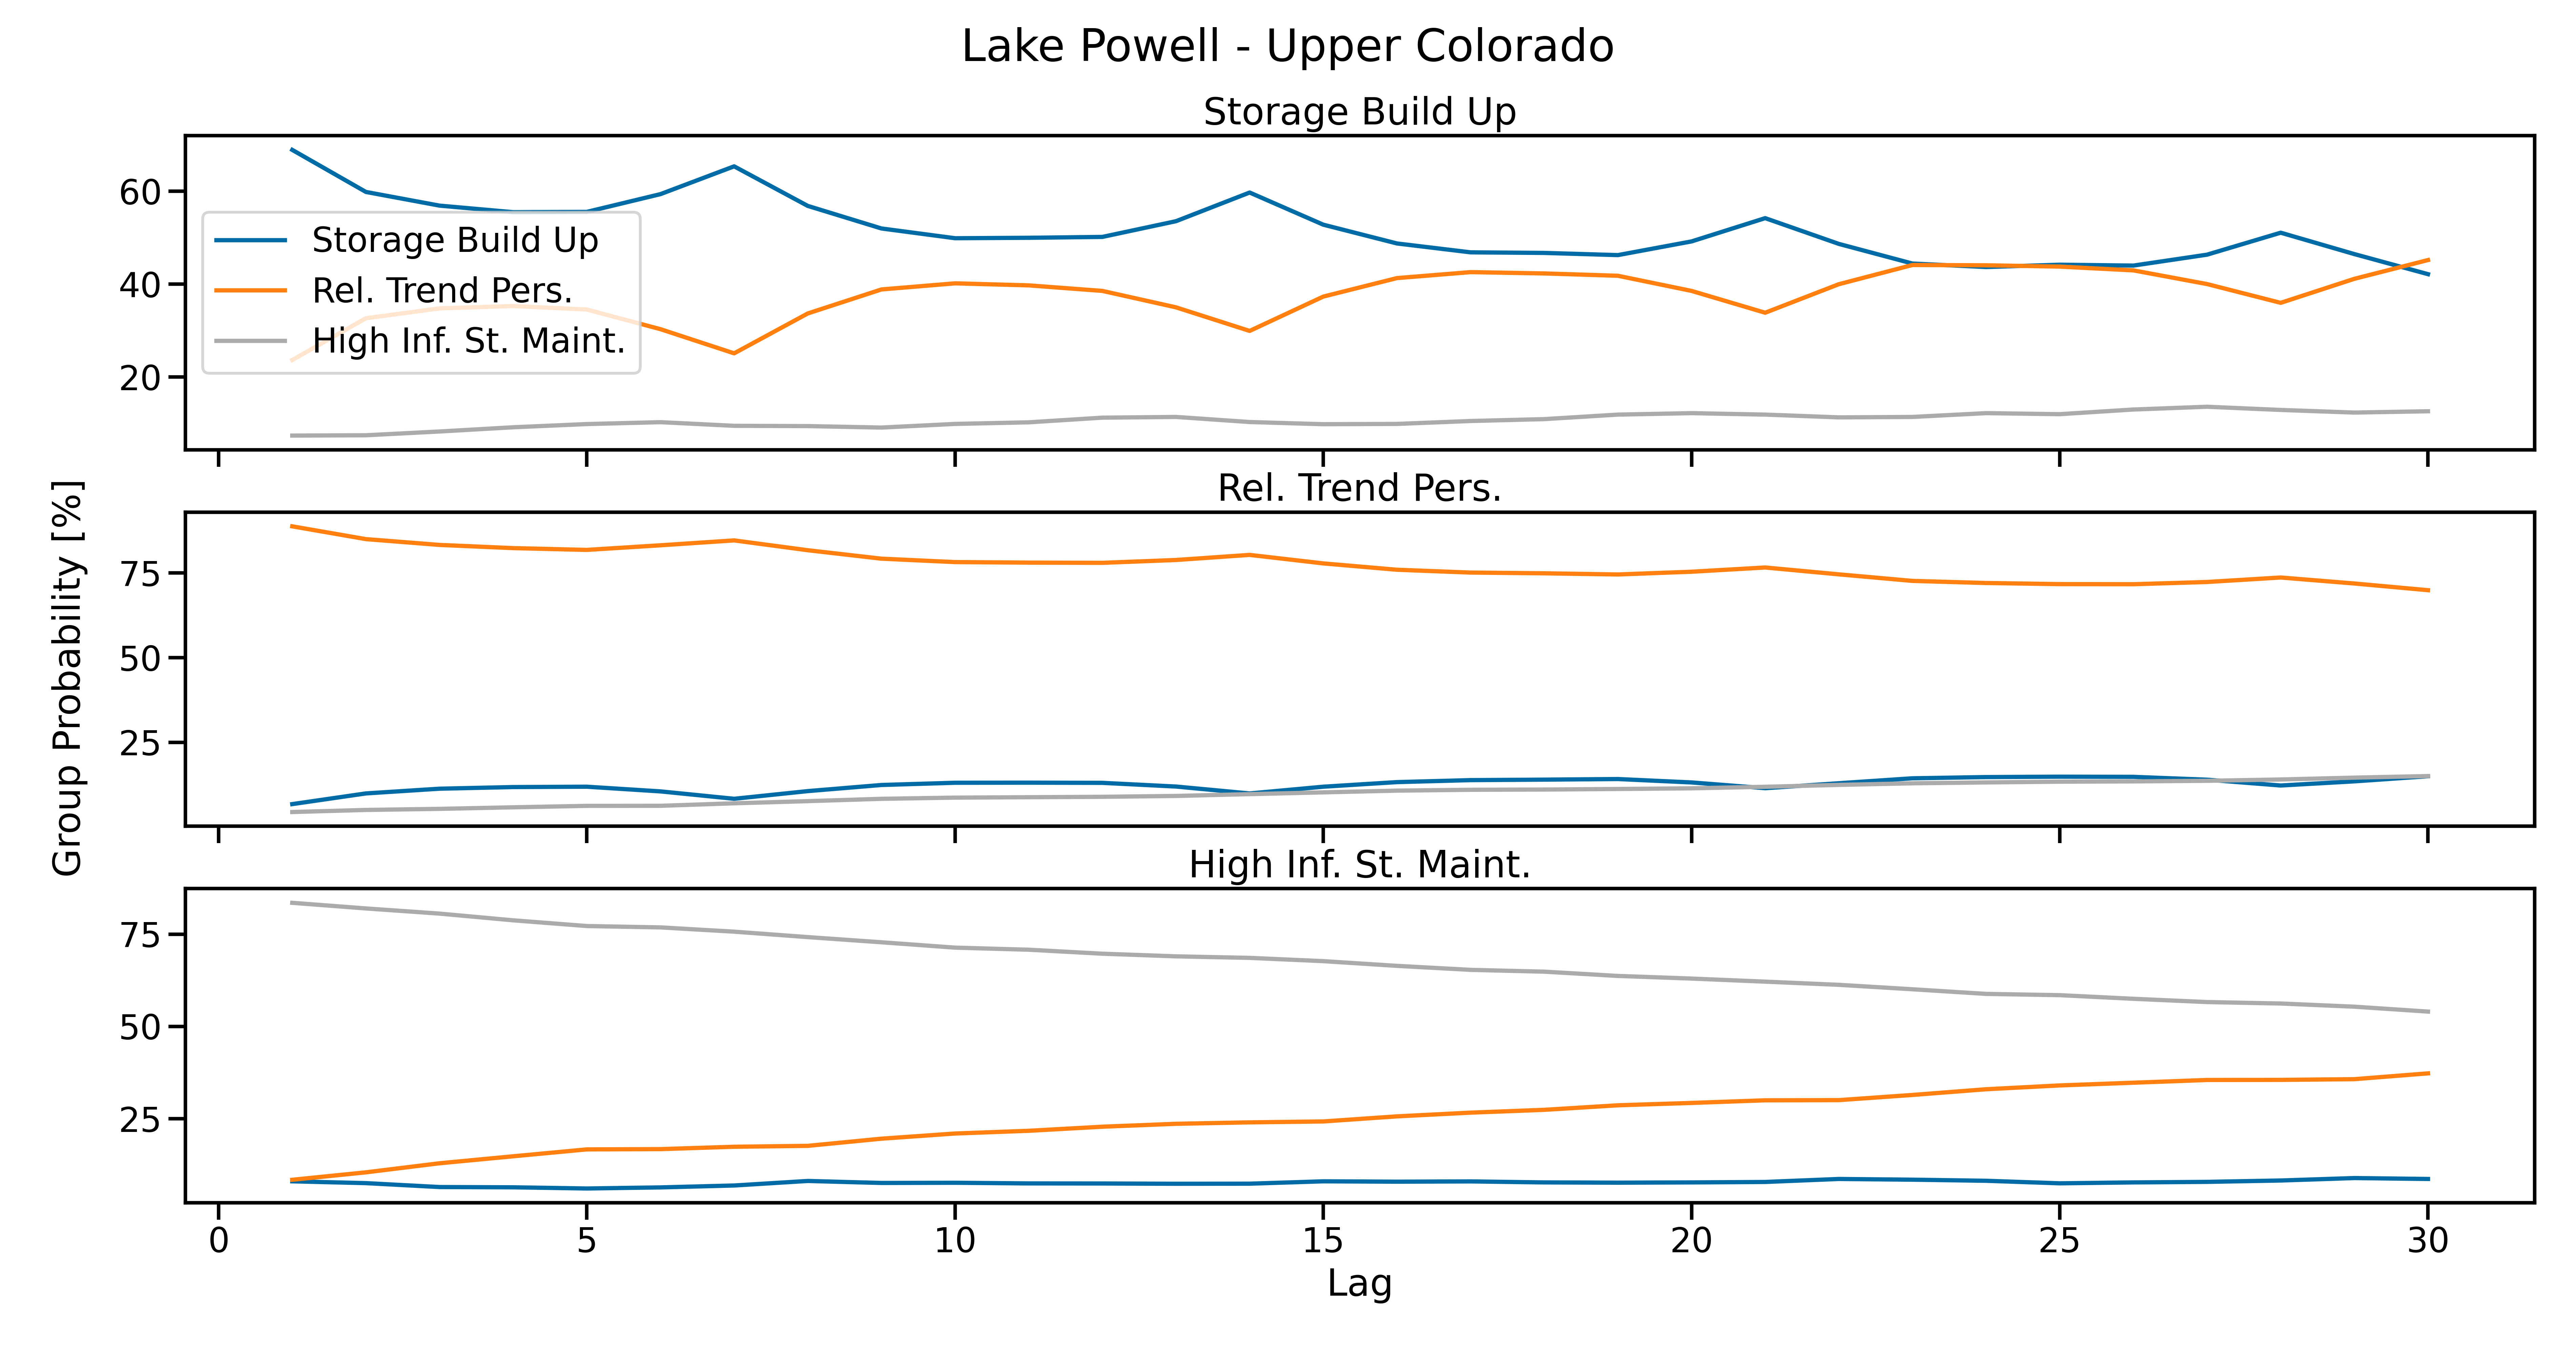 Lake Powell - Upper Colorado
Storage Build Up
60
40
20
Storage Build Up
Rel. Trend Pers.
High Inf. St. Maint.
Group Probability [%]
Rel. Trend Pers.
75
50
25
High Inf. St. Maint.
75
50
25
0 5 10 15 20 25 30
Lag